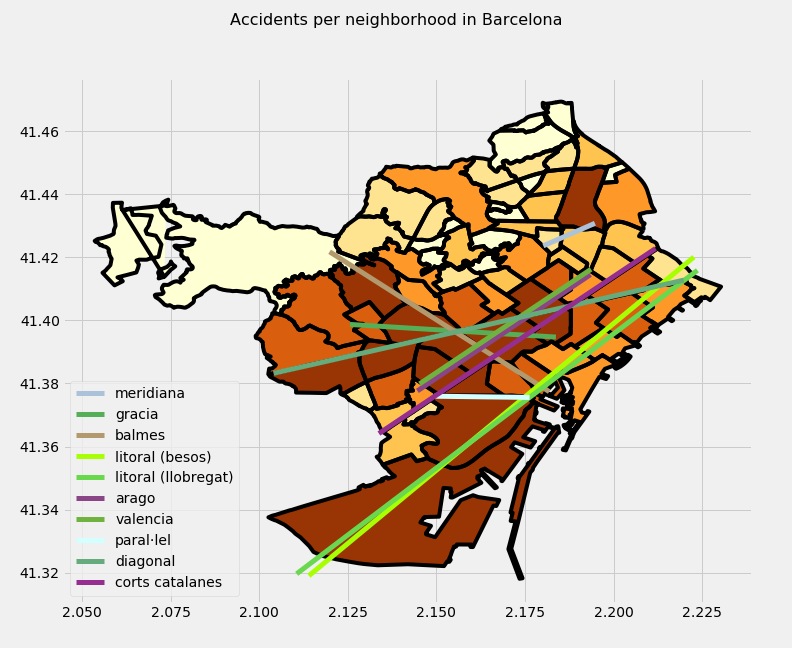 Accidents per neighborhood in Barcelona
41.46
41.44
41.42
41.40
41.38
41.36
41.34
41.32
meridiana
gracia
balmes
litoral (besos)
litoral (llobregat)
arago
valencia
paral·lel
diagonal
corts catalanes
2.050 2.075 2.100 2.125 2.150 2.175 2.200 2.225